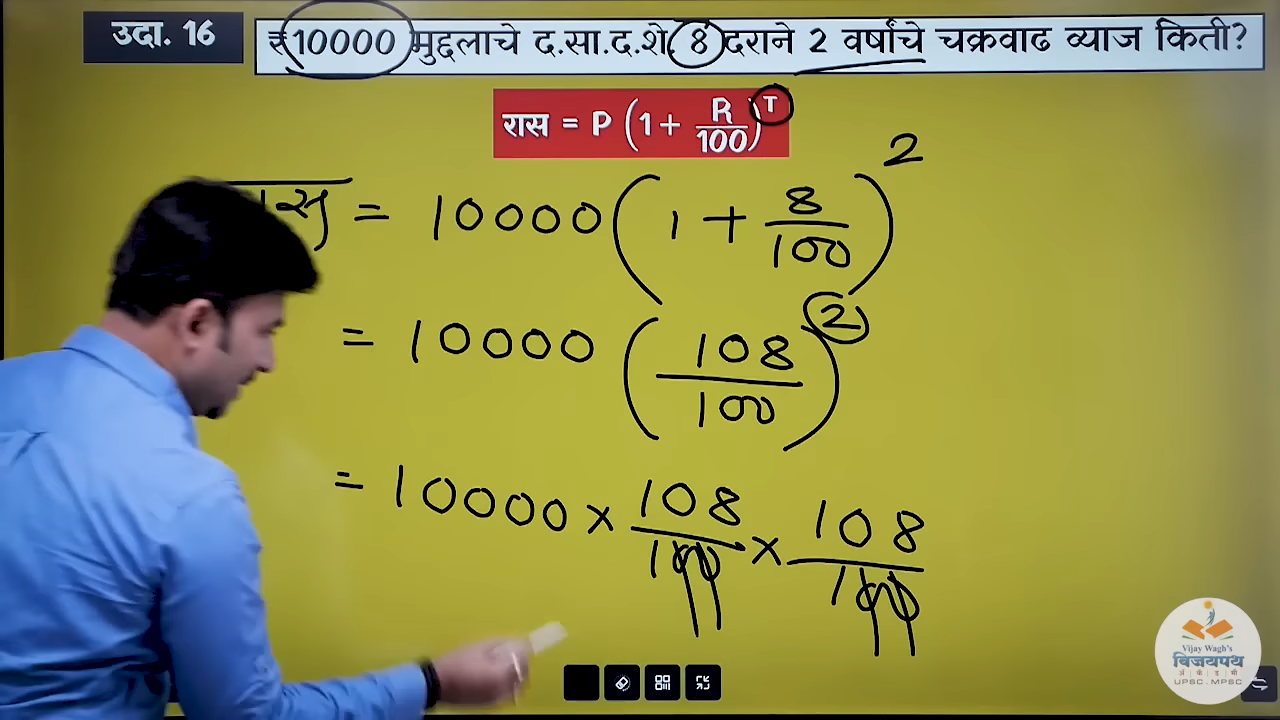 उदा. 16
₹10000 मुद्दलाचे द.सा.द.शे. 8 दराने 2 वर्षांचे चक्रवाढ व्याज किती?
रास = P (1 + R/100)^T
= 10000 (1 + 8/100)^2
= 10000 (108/100)^2
= 10000 × 108/100 × 108/100
Vijay Wagh's
विजयपथ
UPSC - MPSC